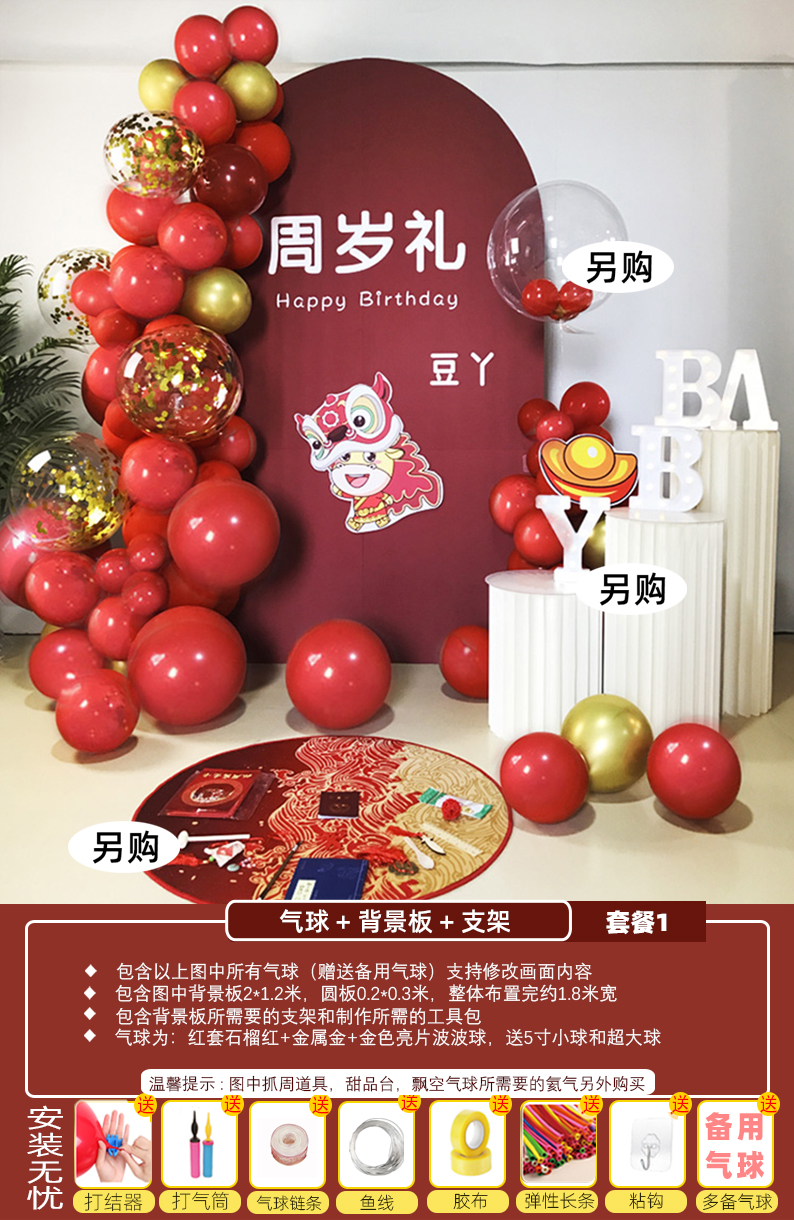 周岁礼
Happy Birthday
豆丫
另购
BA
B
Y
另购
另购
气球 + 背景板 + 支架
套餐1
◆ 包含以上图中所有气球（赠送备用气球）支持修改画面内容
◆ 包含图中背景板2*1.2米，圆板0.2*0.3米，整体布置完约1.8米宽
◆ 包含背景板所需要的支架和制作所需的工具包
◆ 气球为：红套石榴红+金属金+金色亮片波波球，送5寸小球和超大球
温馨提示：图中抓周道具，甜品台，飘空气球所需要的氦气另外购买
安装无忧
送 送 送 送 送 送 送 送
备用
气球
打结器 打气筒 气球链条 鱼线 胶布 弹性长条 粘钩 多备气球